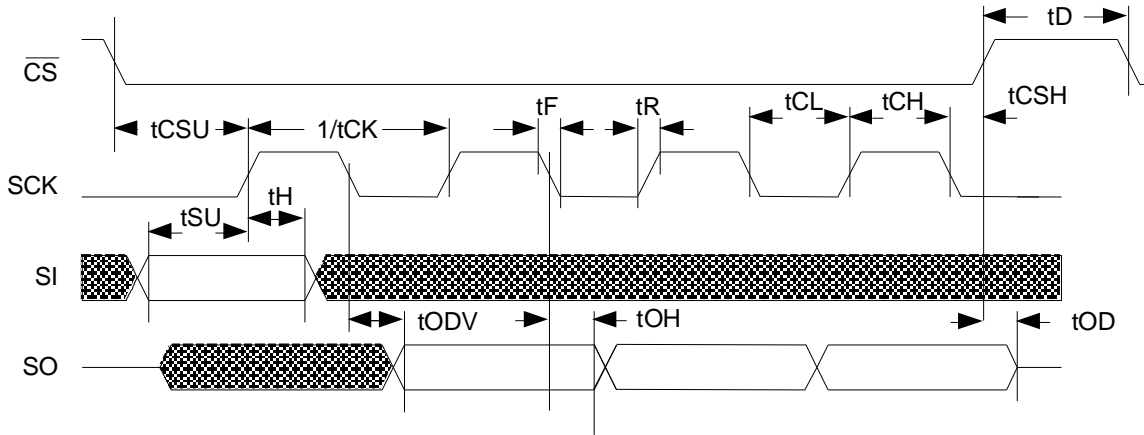 tD
CS
tF
tR
tCL
tCH
tCSH
tCSU
1/tCK
SCK
tSU
tH
SI
tODV
tOH
tOD
SO